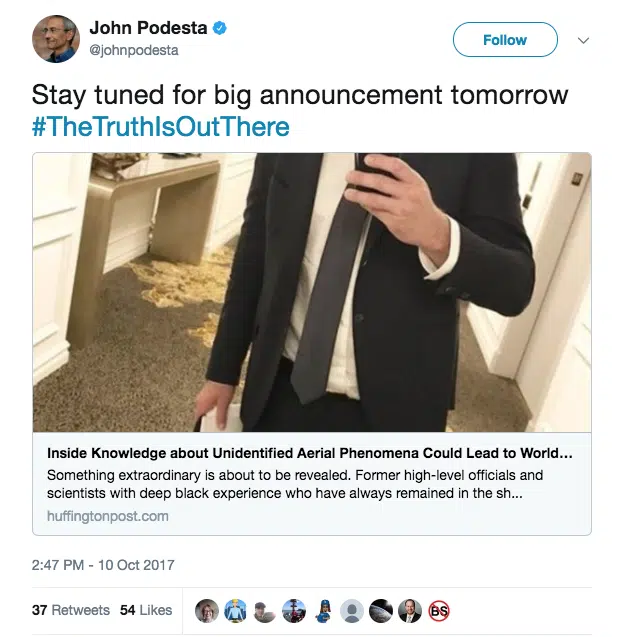 John Podesta
Follow
@johnpodesta
Stay tuned for big announcement tomorrow
#TheTruthIsOutThere
Inside Knowledge about Unidentified Aerial Phenomena Could Lead to World...
Something extraordinary is about to be revealed. Former high-level officials and
scientists with deep black experience who have always remained in the sh...
huffingtonpost.com
2:47 PM - 10 Oct 2017
37 Retweets 54 Likes
BS